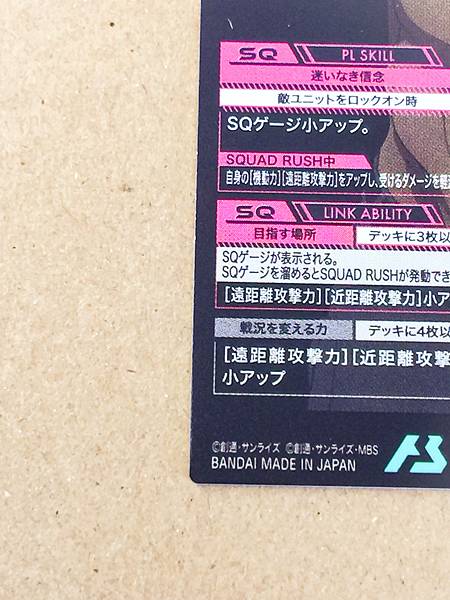 SQ PL SKILL
迷いなき信念
敵ユニットをロックオン時
SQゲージ小アップ。
SQUAD RUSH中
自身の[機動力][遠距離攻撃力]をアップし、受けるダメージを軽
SQ LINK ABILITY
目指す場所 デッキに3枚以
SQゲージが表示される。
SQゲージを溜めるとSQUAD RUSHが発動でき
[遠距離攻撃力][近距離攻撃力]小ア
戦況を変える力 デッキに4枚以
[遠距離攻撃力][近距離攻撃
小アップ
©創通・サンライズ ©創通・サンライズ・MBS
BANDAI MADE IN JAPAN